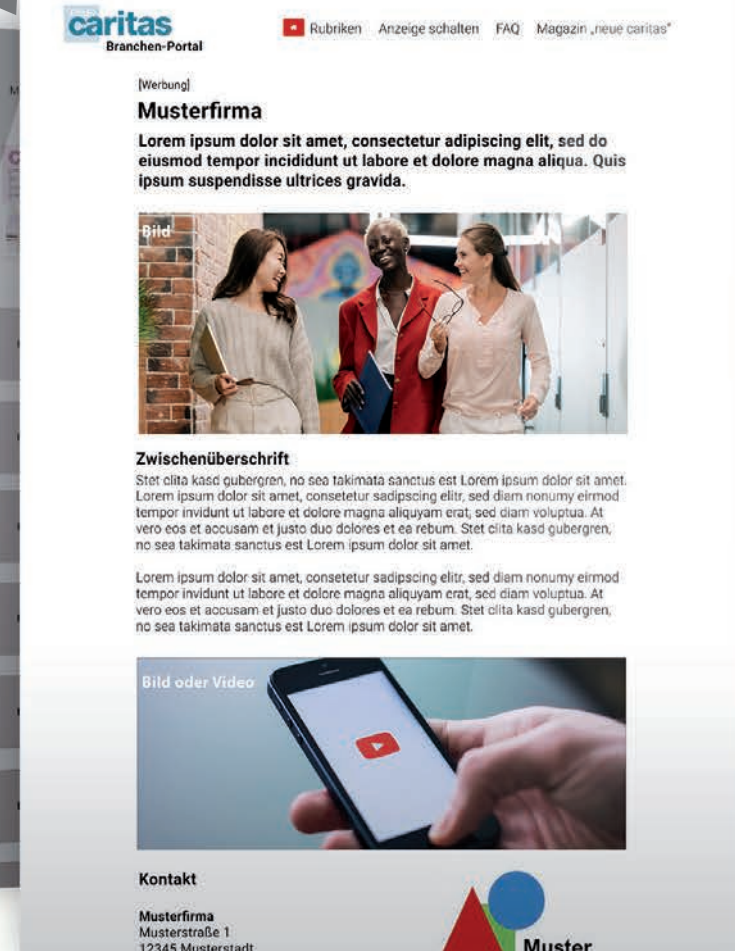 neue caritas
Branchen-Portal
Rubriken Anzeige schalten FAQ Magazin „neue caritas"
[Werbung]
Musterfirma
Lorem ipsum dolor sit amet, consectetur adipiscing elit, sed do
eiusmod tempor incididunt ut labore et dolore magna aliqua. Quis
ipsum suspendisse ultrices gravida.
Bild
Zwischenüberschrift
Stet clita kasd gubergren, no sea takimata sanctus est Lorem ipsum dolor sit amet.
Lorem ipsum dolor sit amet, consetetur sadipscing elitr, sed diam nonumy eirmod
tempor invidunt ut labore et dolore magna aliquyam erat, sed diam voluptua. At
vero eos et accusam et justo duo dolores et ea rebum. Stet clita kasd gubergren,
no sea takimata sanctus est Lorem ipsum dolor sit amet.
Lorem ipsum dolor sit amet, consetetur sadipscing elitr, sed diam nonumy eirmod
tempor invidunt ut labore et dolore magna aliquyam erat, sed diam voluptua. At
vero eos et accusam et justo duo dolores et ea rebum. Stet clita kasd gubergren,
no sea takimata sanctus est Lorem ipsum dolor sit amet.
Bild oder Video
Kontakt
Musterfirma
Musterstraße 1
12345 Musterstadt
Muster